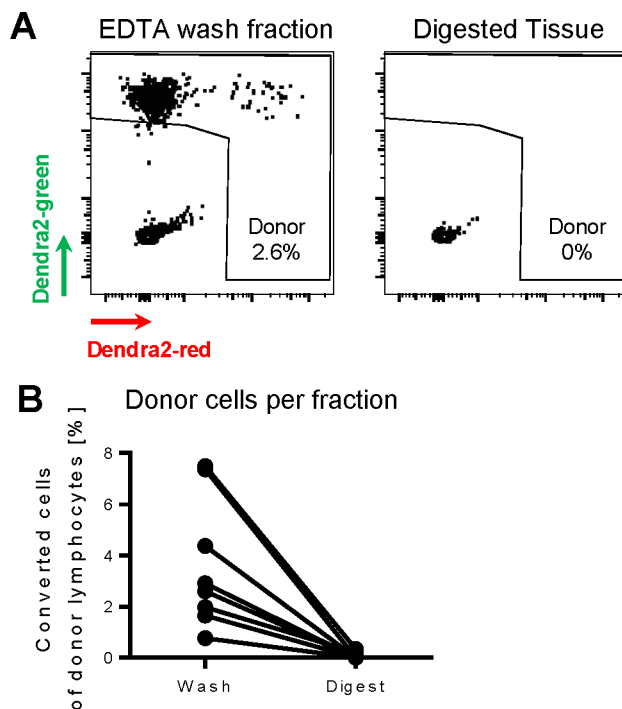 A
EDTA wash fraction
Digested Tissue
Dendra2-green
Donor
2.6%
Donor
0%
Dendra2-red
B
Donor cells per fraction
Converted cells
of donor lymphocytes [%]
8
6
4
2
0
Wash
Digest